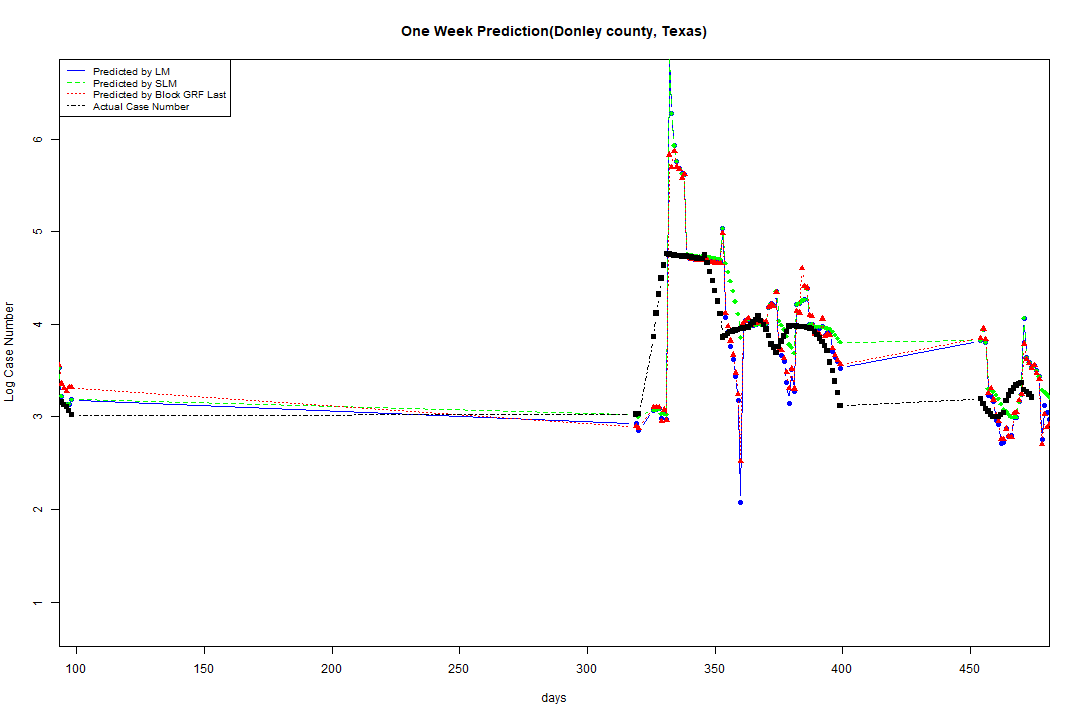 One Week Prediction(Donley county, Texas)
Predicted by LM
Predicted by SLM
Predicted by Block GRF Last
Actual Case Number
Log Case Number
6
5
4
3
2
1
100 150 200 250 300 350 400 450
days